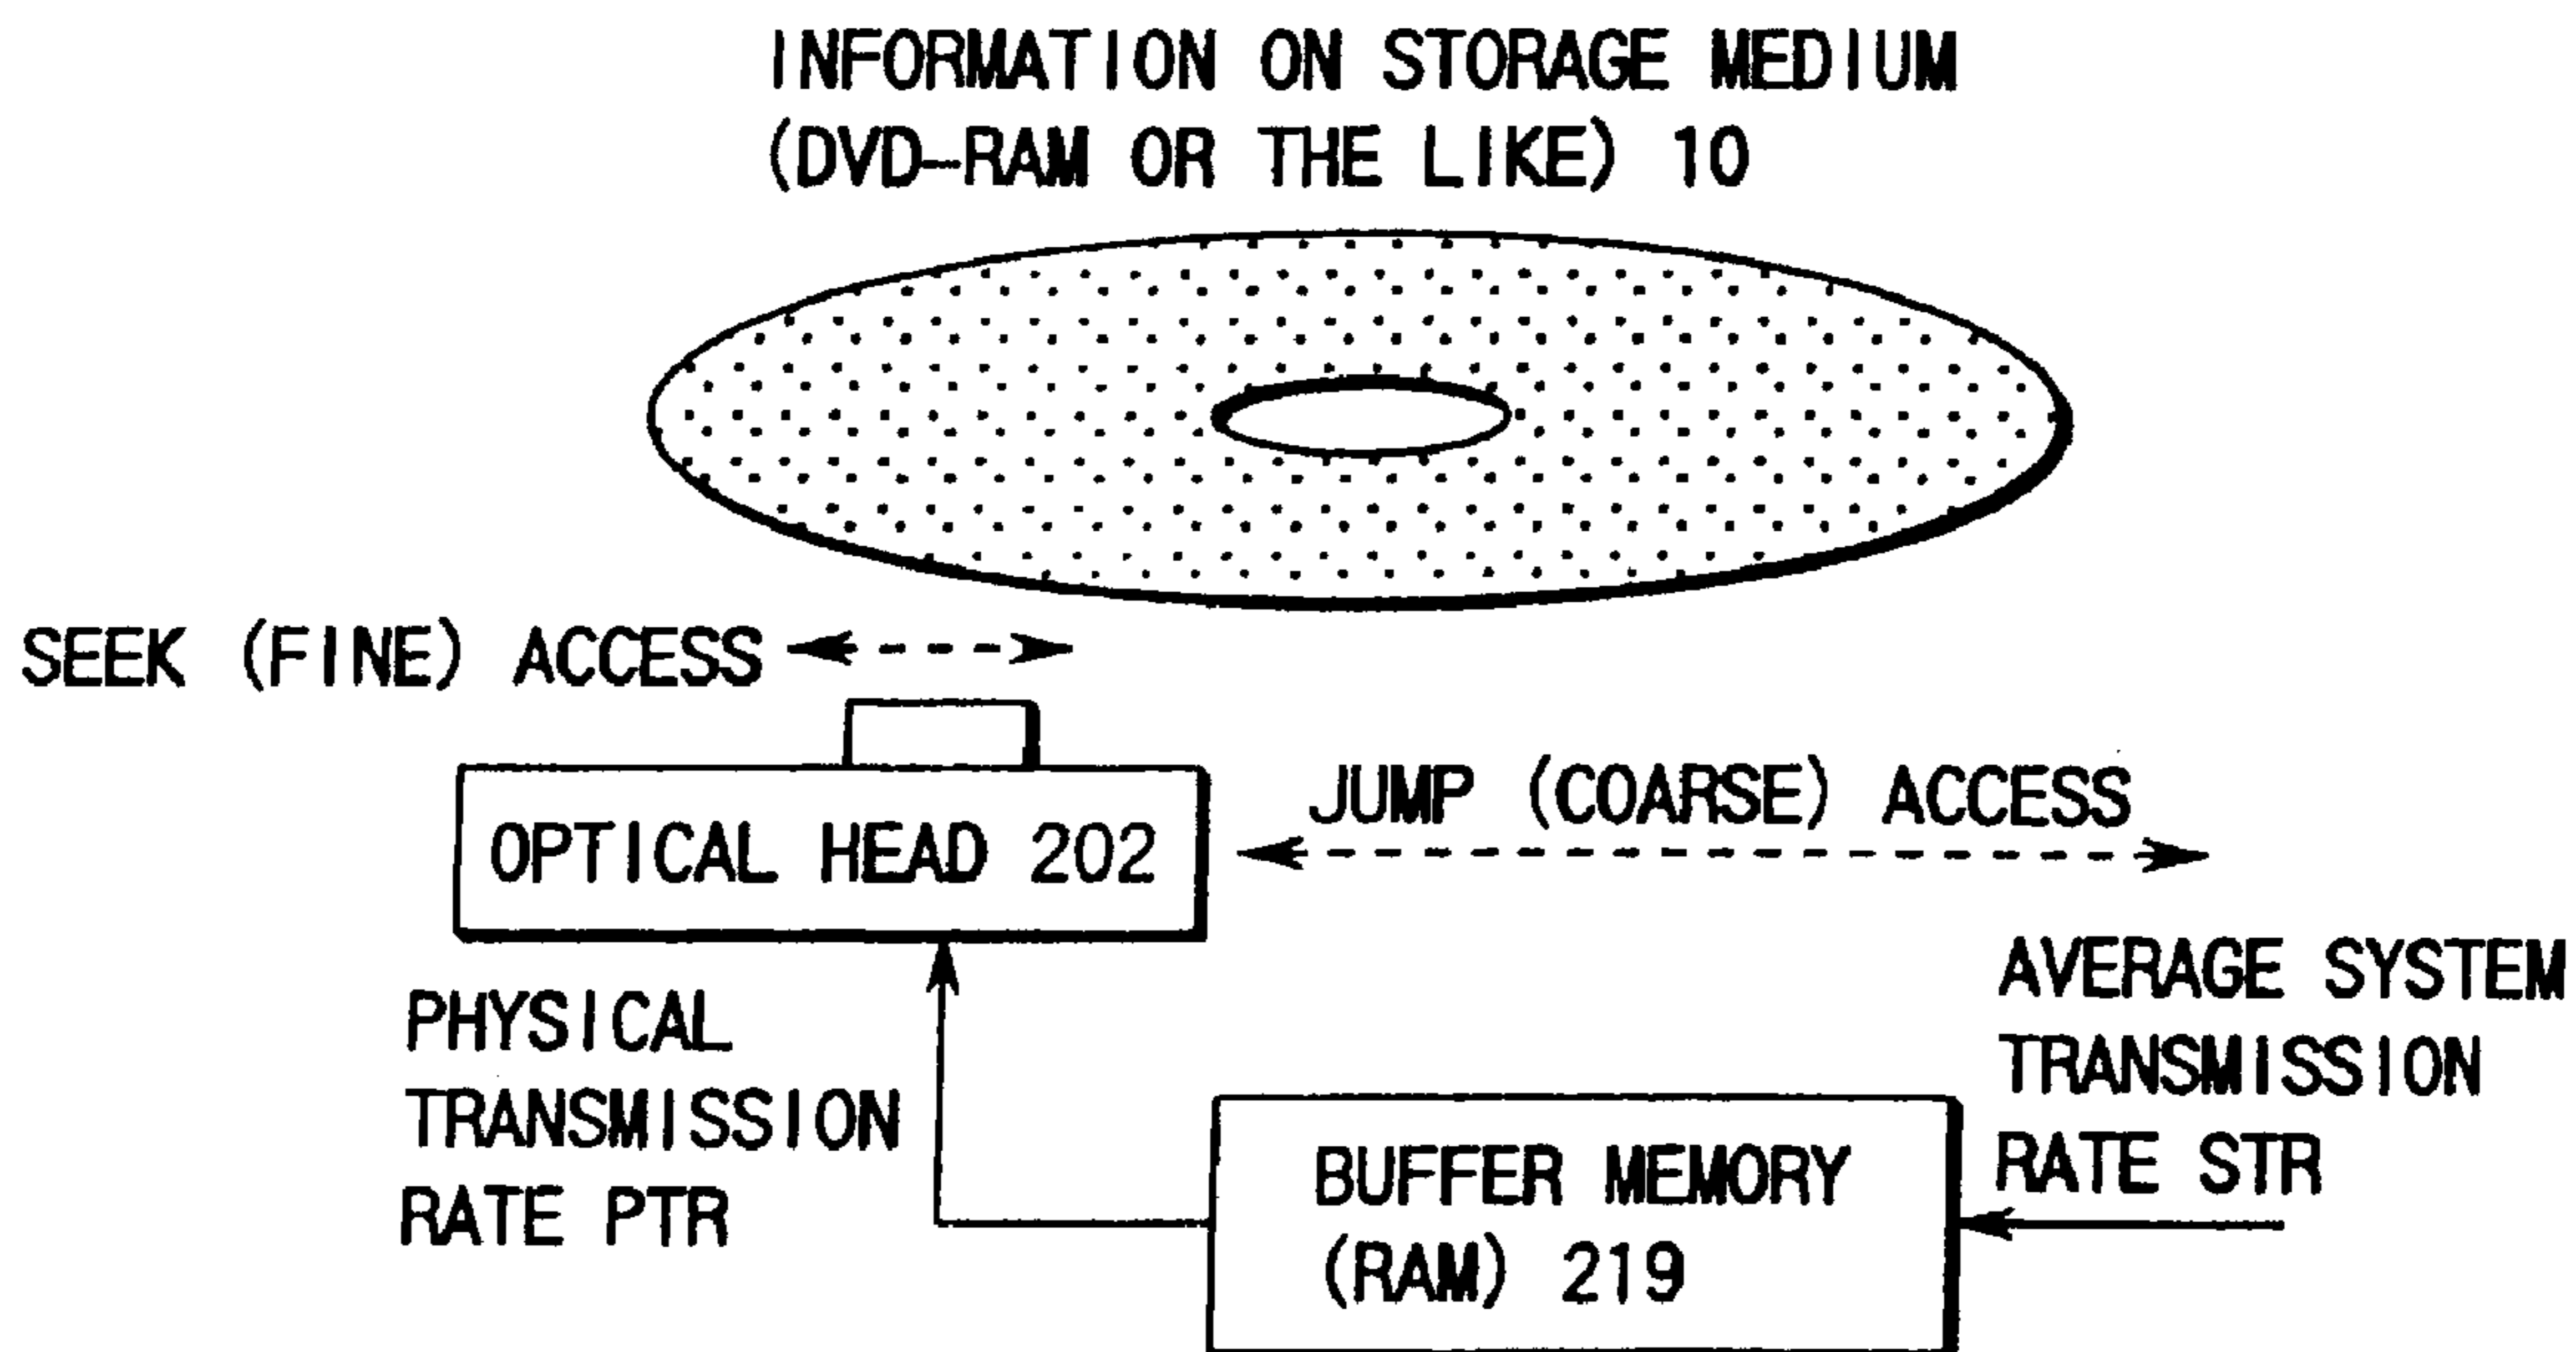 INFORMATION ON STORAGE MEDIUM
(DVD-RAM OR THE LIKE) 10
SEEK (FINE) ACCESS
OPTICAL HEAD 202
JUMP (COARSE) ACCESS
PHYSICAL
TRANSMISSION
RATE PTR
AVERAGE SYSTEM
TRANSMISSION
RATE STR
BUFFER MEMORY
(RAM) 219